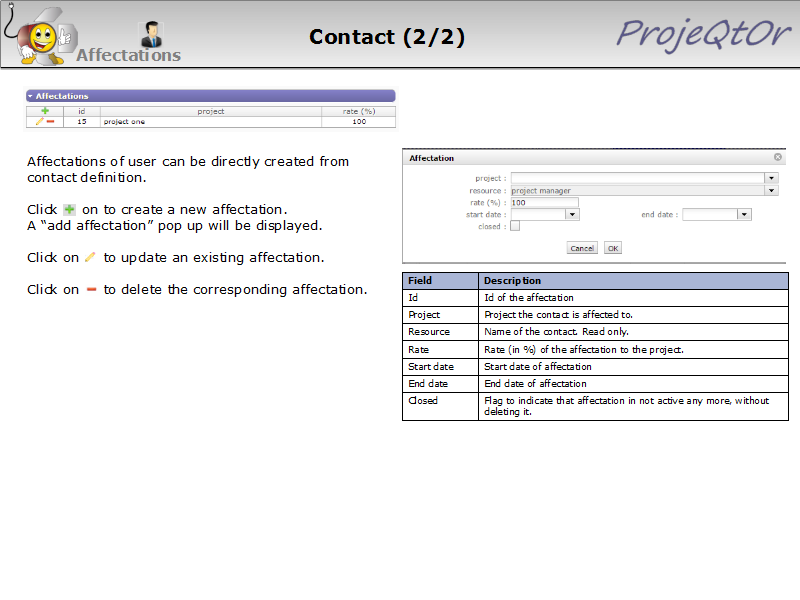 Affectations
Contact (2/2)
ProjeQtOr
Affectations
id project rate (%)
15 project one 100
Affectations of user can be directly created from
contact definition.
Click on to create a new affectation.
A “add affectation” pop up will be displayed.
Click on to update an existing affectation.
Click on to delete the corresponding affectation.
Affectation
project :
resource : project manager
rate (%) : 100
start date : end date :
closed :
Cancel OK
Field Description
Id Id of the affectation
Project Project the contact is affected to.
Resource Name of the contact. Read only.
Rate Rate (in %) of the affectation to the project.
Start date Start date of affectation
End date End date of affectation
Closed Flag to indicate that affectation in not active any more, without
deleting it.